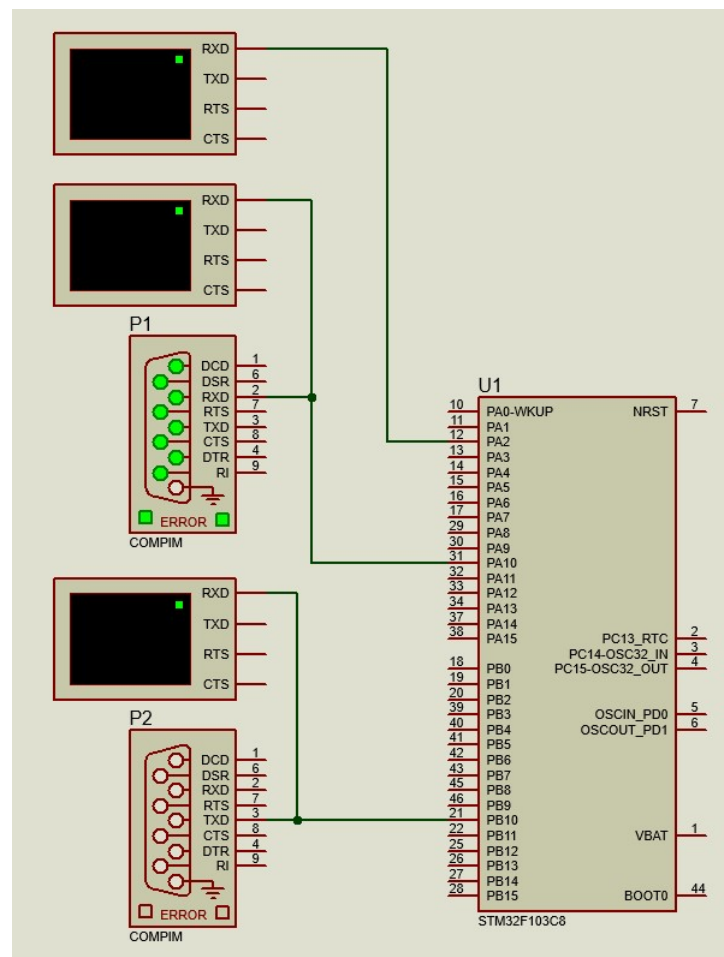 RXD
TXD
RTS
CTS
RXD
TXD
RTS
CTS
P1
DCD 1
DSR 6
RXD 2
RTS 7
TXD 3
CTS 8
DTR 4
RI 9
ERROR
COMPIM
RXD
TXD
RTS
CTS
P2
DCD 1
DSR 6
RXD 2
RTS 7
TXD 3
CTS 8
DTR 4
RI 9
ERROR
COMPIM
U1
10 PA0-WKUP NRST 7
11 PA1
12 PA2
13 PA3
14 PA4
15 PA5
16 PA6
17 PA7
29 PA8
30 PA9
31 PA10
32 PA11
33 PA12
34 PA13
37 PA14
38 PA15 PC13_RTC 2
PC14-OSC32_IN 3
18 PB0 PC15-OSC32_OUT 4
19 PB1
20 PB2
39 PB3 OSCIN_PD0 5
40 PB4 OSCOUT_PD1 6
41 PB5
42 PB6
43 PB7
45 PB8
46 PB9
21 PB10
22 PB11 VBAT 1
25 PB12
26 PB13
27 PB14
28 PB15 BOOT0 44
STM32F103C8